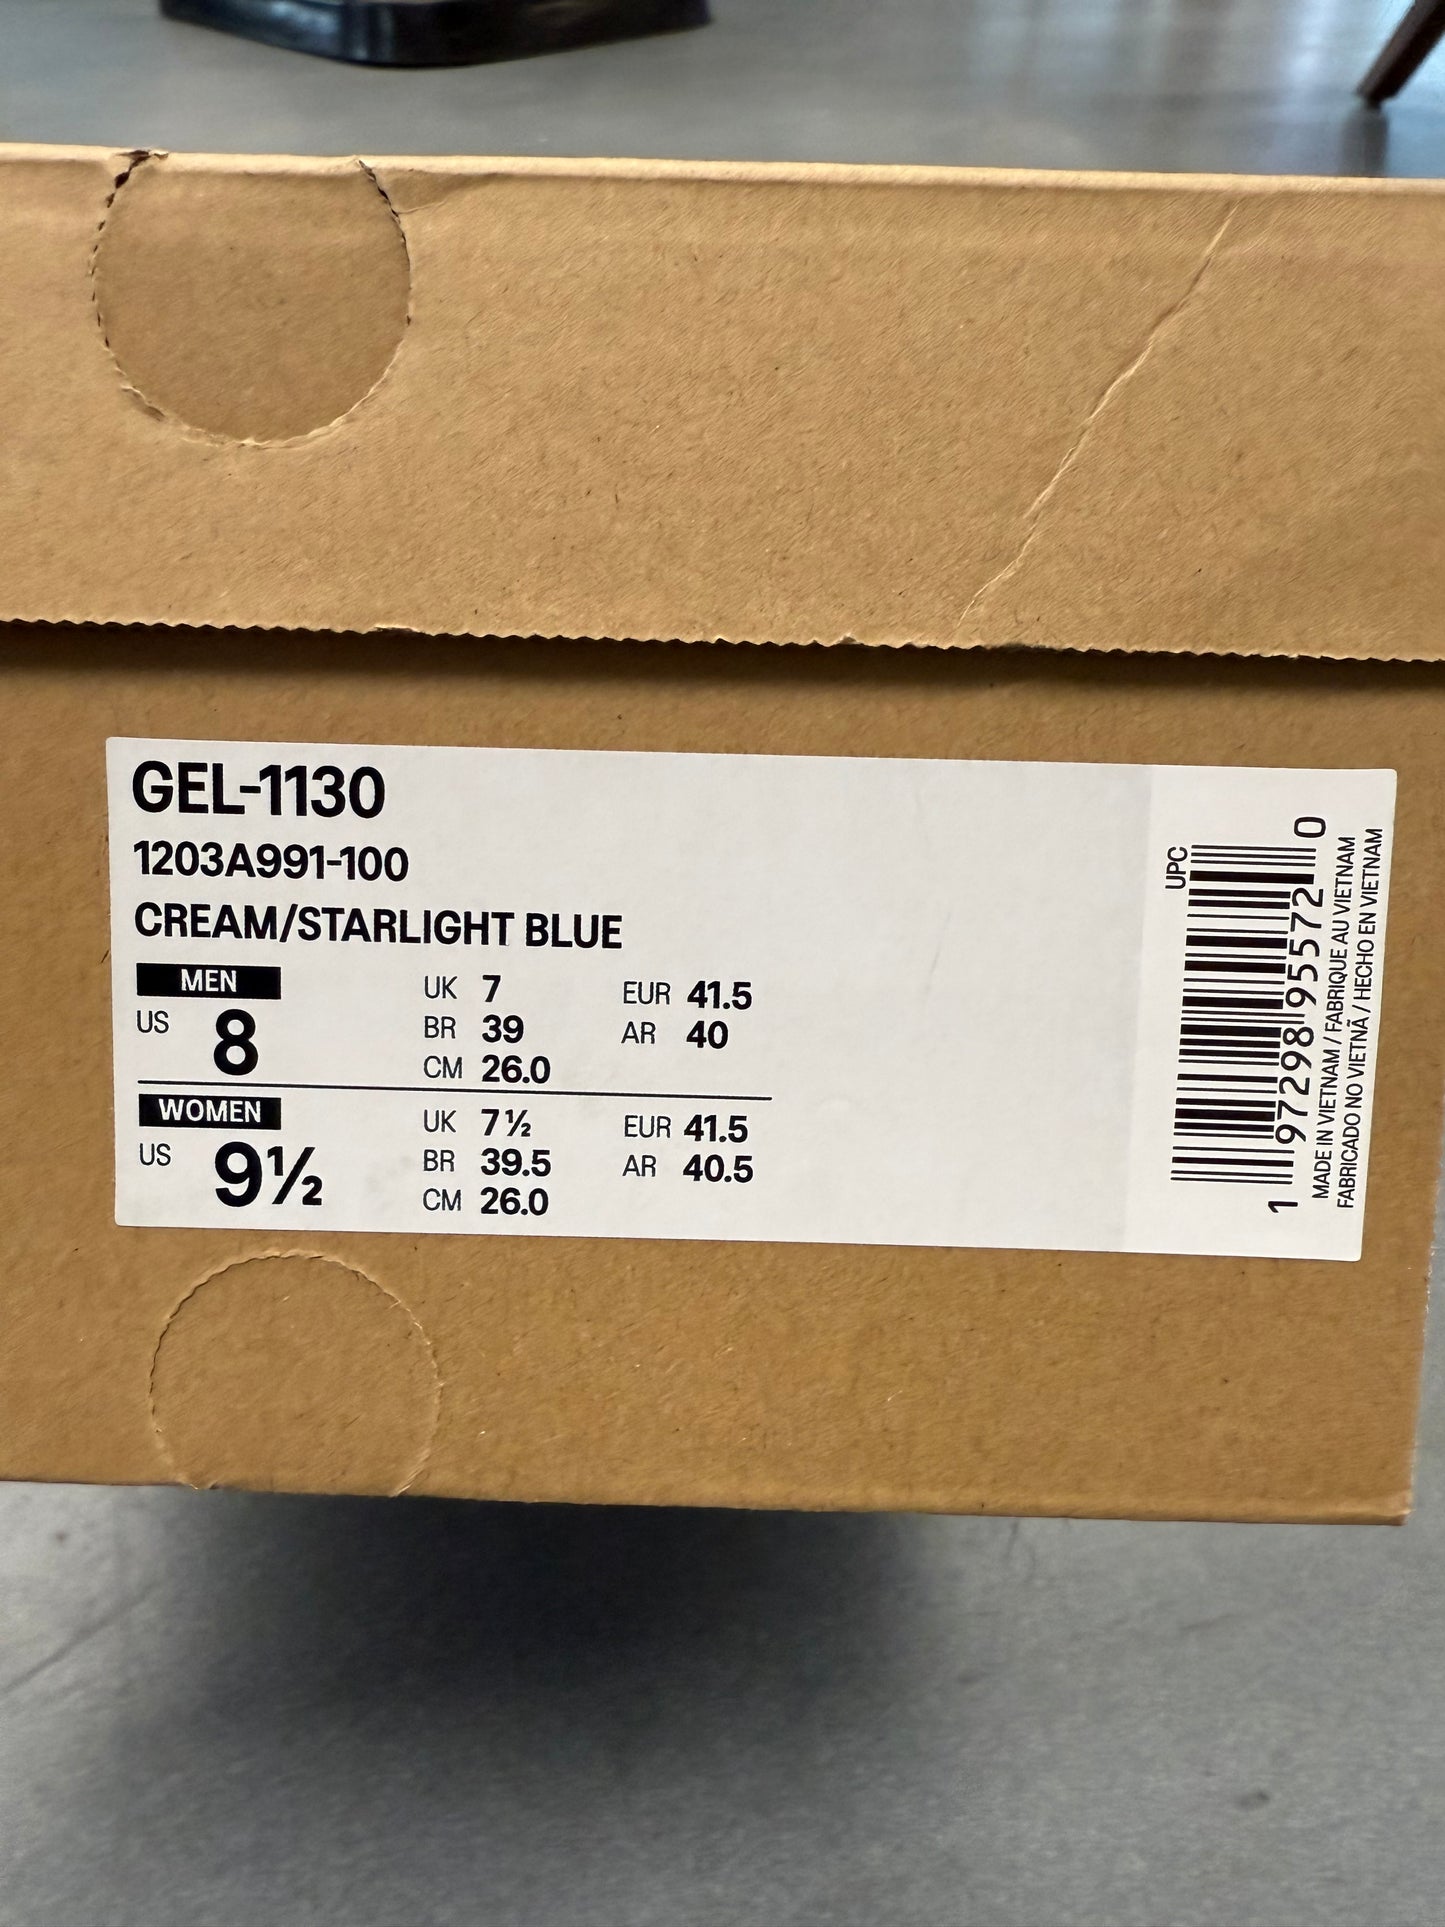 GEL-1130
1203A991-100
CREAM/STARLIGHT BLUE
MEN
US 8
UK 7
BR 39
CM 26.0
EUR 41.5
AR 40
WOMEN
US 9½
UK 7½
BR 39.5
CM 26.0
EUR 41.5
AR 40.5
UPC
1 97298 95572 0
MADE IN VIETNAM / FABRIQUE AU VIETNAM
FABRICADO NO VIETNÃ / HECHO EN VIETNAM